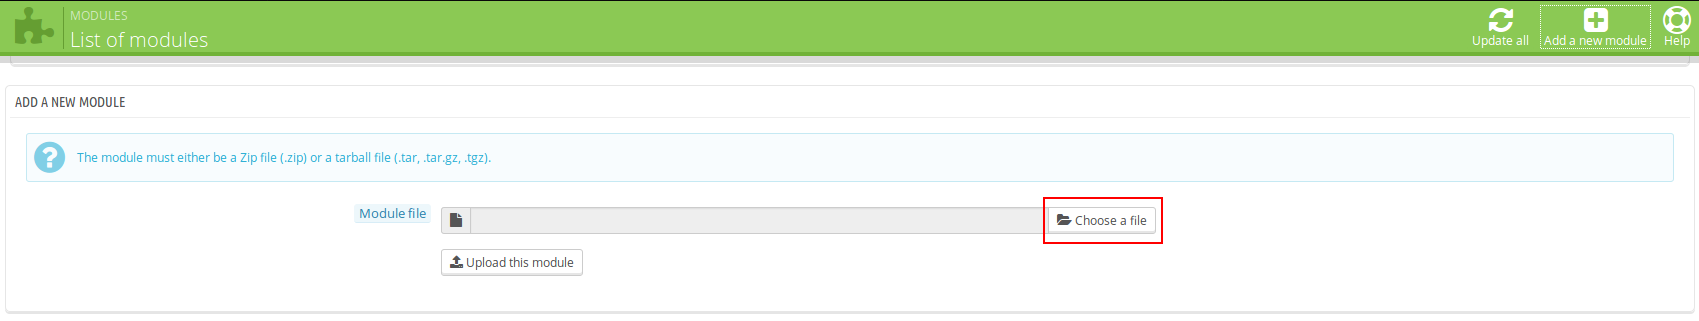 MODULES
List of modules
Update all
Add a new module
Help
ADD A NEW MODULE
The module must either be a Zip file (.zip) or a tarball file (.tar, .tar.gz, .tgz).
Module file
Choose a file
Upload this module